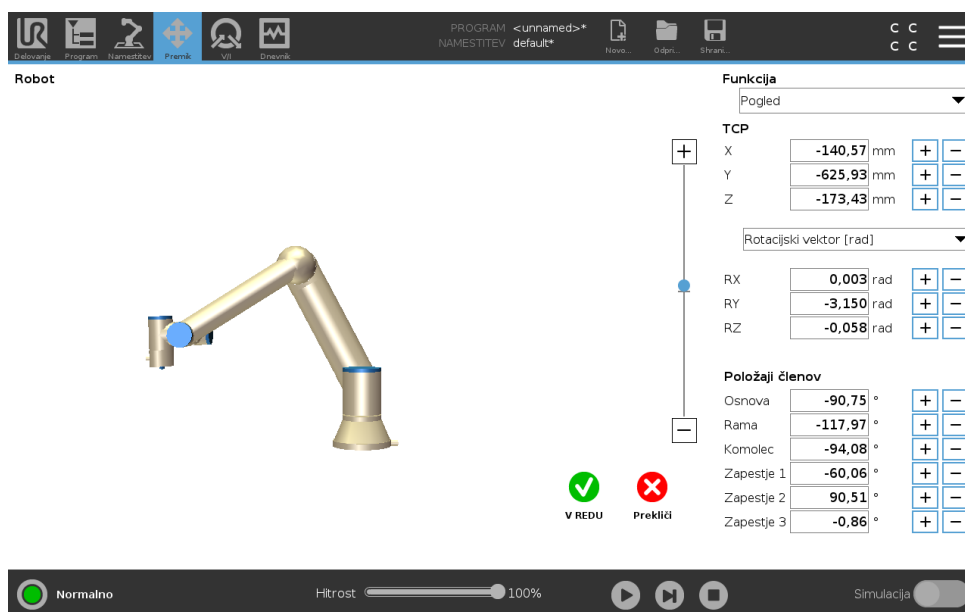 PROGRAM <unnamed>*
NAMESTITEV default*
Delovanje Program Namestitev Premik V/I Dnevnik Novo... Odpri... Shrani...
C C
C C
Robot
Funkcija
Pogled
TCP
X -140,57 mm + −
Y -625,93 mm + −
Z -173,43 mm + −
Rotacijski vektor [rad]
RX 0,003 rad + −
RY -3,150 rad + −
RZ -0,058 rad + −
Položaji členov
Osnova -90,75 ° + −
Rama -117,97 ° + −
Komolec -94,08 ° + −
Zapestje 1 -60,06 ° + −
Zapestje 2 90,51 ° + −
Zapestje 3 -0,86 ° + −
+
−
V REDU Prekliči
Normalno Hitrost 100% Simulacija